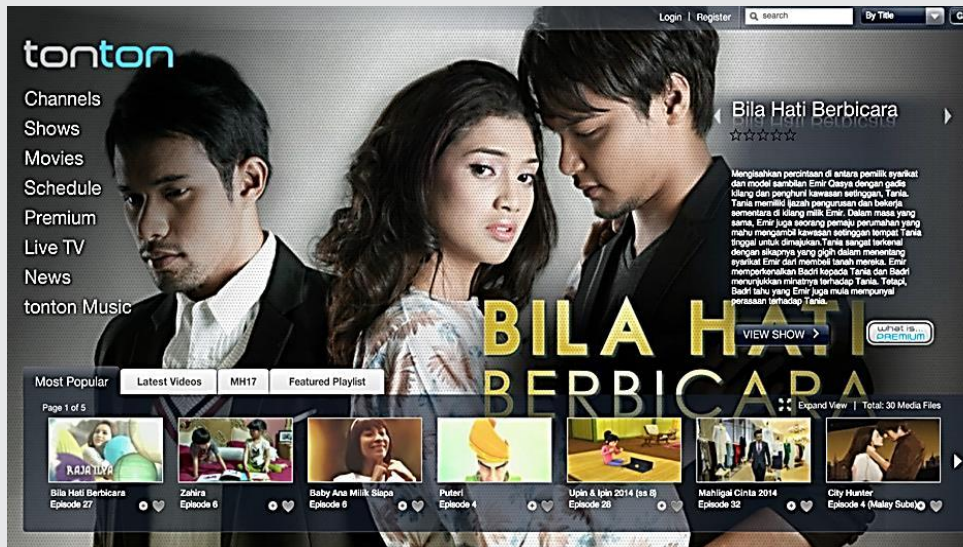 Login | Register
search
By Title
tonton
Channels
Shows
Movies
Schedule
Premium
Live TV
News
tonton Music
Bila Hati Berbicara
Mengisahkan percintaan di antara pemilik syarikat
dan model sambilan Emir Qasya dengan gadis
kilang dan penghuni kawasan setinggan, Tania.
Tania memiliki ijazah pengurusan dan bekerja
sementara di kilang milik Emir. Dalam masa yang
sama, Emir juga seorang pemaju perumahan yang
mahu mengambil kawasan setinggan tempat Tania
tinggal untuk dimajukan.Tania sangat terkenal
dengan sikapnya yang gigih dalam menentang
syarikat Emir dari membeli tanah mereka. Emir
memperkenalkan Badri kepada Tania dan Badri
menunjukkan minatnya terhadap Tania. Tetapi,
Badri tahu yang Emir juga mula mempunyai
perasaan terhadap Tania.
VIEW SHOW >
what is...
PREMIUM
BILA HATI
BERBICARA
Most Popular
Latest Videos
MH17
Featured Playlist
Page 1 of 5
Expand View | Total: 30 Media Files
RAJA ILYA
Bila Hati Berbicara
Episode 27
Zahira
Episode 6
Baby Ana Milik Siapa
Episode 6
Puteri
Episode 4
Upin & Ipin 2014 (ss 8)
Episode 28
Mahligai Cinta 2014
Episode 32
City Hunter
Episode 4 (Malay Subs)